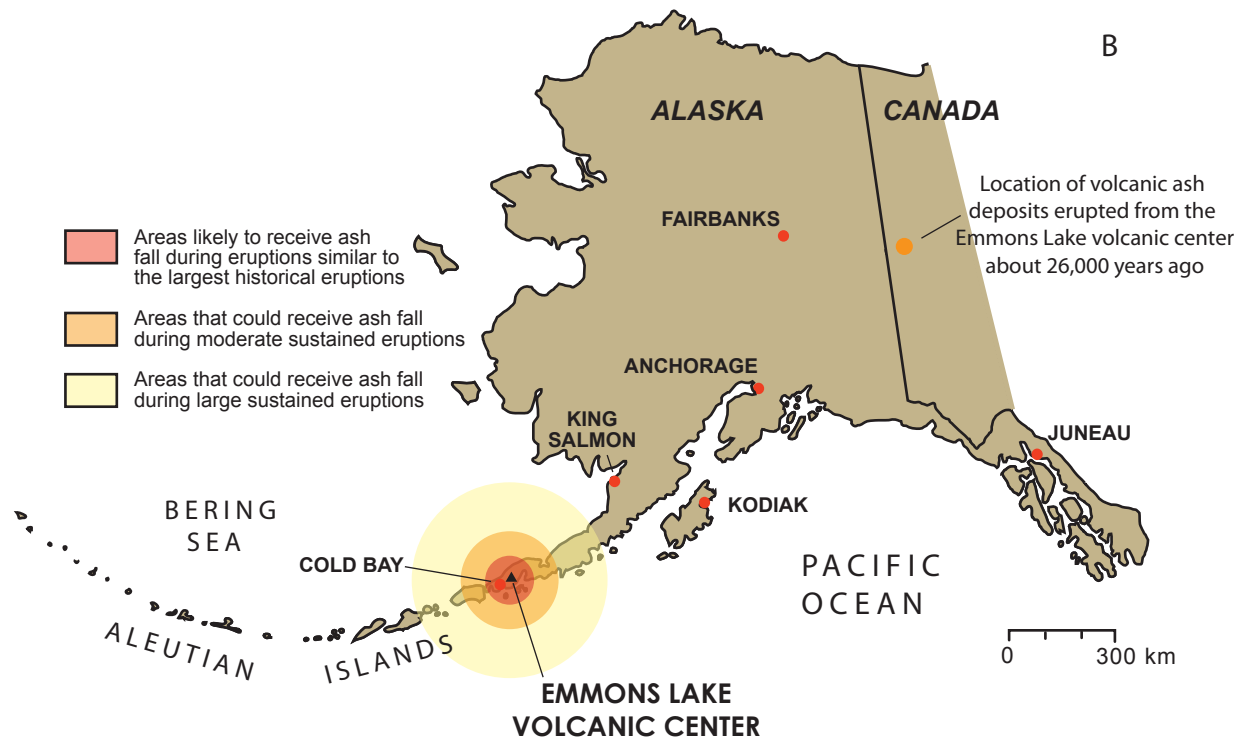 B
ALASKA
CANADA
Location of volcanic ash
deposits erupted from the
Emmons Lake volcanic center
about 26,000 years ago
FAIRBANKS
Areas likely to receive ash
fall during eruptions similar to
the largest historical eruptions
Areas that could receive ash fall
during moderate sustained eruptions
Areas that could receive ash fall
during large sustained eruptions
ANCHORAGE
KING
SALMON
JUNEAU
KODIAK
BERING
SEA
COLD BAY
PACIFIC
OCEAN
ALEUTIAN
ISLANDS
0 300 km
EMMONS LAKE
VOLCANIC CENTER